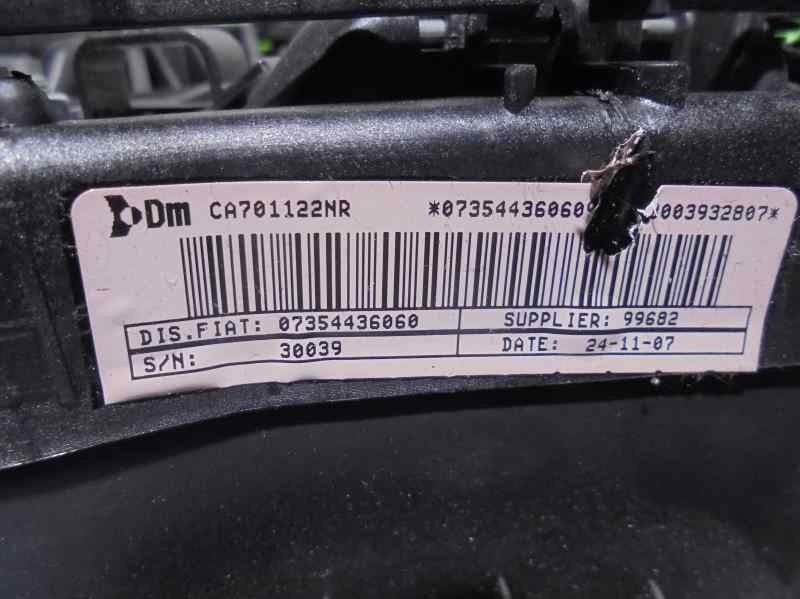 Dm CA701122NR *07354436060 003932807*
DIS.FIAT: 07354436060 SUPPLIER: 99682
S/N: 30039 DATE: 24-11-07